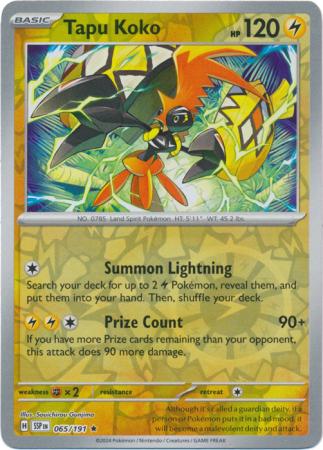 BASIC
Tapu Koko
HP 120
NO. 0785 Land Spirit Pokémon HT: 5'11" WT: 45.2 lbs.
Summon Lightning
Search your deck for up to 2 Pokémon, reveal them, and
put them into your hand. Then, shuffle your deck.
Prize Count 90+
If you have more Prize cards remaining than your opponent,
this attack does 90 more damage.
weakness ×2 resistance retreat
Illus. Souichirou Gunjima
H SSP EN 065/191 ★
Although it's called a guardian deity, if a
person or Pokémon puts it in a bad mood, it
will become a malevolent deity and attack.
©2024 Pokémon / Nintendo / Creatures / GAME FREAK